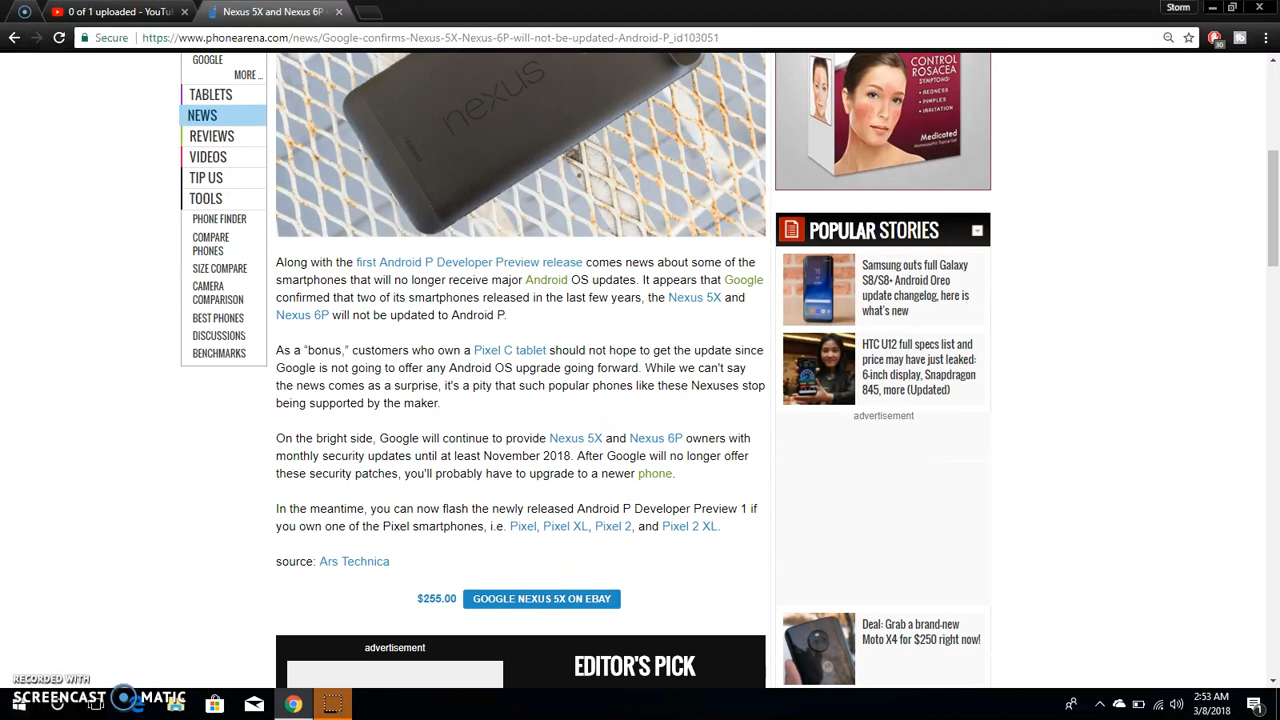 0 of 1 uploaded - YouTu
Nexus 5X and Nexus 6P
Storm
Secure
https://www.phonearena.com/news/Google-confirms-Nexus-5X-Nexus-6P-will-not-be-updated-Android-P_id103051
GOOGLE
MORE ...
TABLETS
NEWS
REVIEWS
VIDEOS
TIP US
TOOLS
PHONE FINDER
COMPARE
PHONES
SIZE COMPARE
CAMERA
COMPARISON
BEST PHONES
DISCUSSIONS
BENCHMARKS
nexus
Along with the first Android P Developer Preview release comes news about some of the
smartphones that will no longer receive major Android OS updates. It appears that Google
confirmed that two of its smartphones released in the last few years, the Nexus 5X and
Nexus 6P will not be updated to Android P.
As a “bonus,” customers who own a Pixel C tablet should not hope to get the update since
Google is not going to offer any Android OS upgrade going forward. While we can't say
the news comes as a surprise, it's a pity that such popular phones like these Nexuses stop
being supported by the maker.
On the bright side, Google will continue to provide Nexus 5X and Nexus 6P owners with
monthly security updates until at least November 2018. After Google will no longer offer
these security patches, you'll probably have to upgrade to a newer phone.
In the meantime, you can now flash the newly released Android P Developer Preview 1 if
you own one of the Pixel smartphones, i.e. Pixel, Pixel XL, Pixel 2, and Pixel 2 XL.
source: Ars Technica
$255.00 GOOGLE NEXUS 5X ON EBAY
advertisement
EDITOR'S PICK
CONTROL
ROSACEA
SYMPTOMS:
• REDNESS
• PIMPLES
• IRRITATION
Medicated
POPULAR STORIES
Samsung outs full Galaxy
S8/S8+ Android Oreo
update changelog, here is
what's new
HTC U12 full specs list and
price may have just leaked:
6-inch display, Snapdragon
845, more (Updated)
advertisement
Deal: Grab a brand-new
Moto X4 for $250 right now!
RECORDED WITH
SCREENCAST MATIC
2:53 AM
3/8/2018